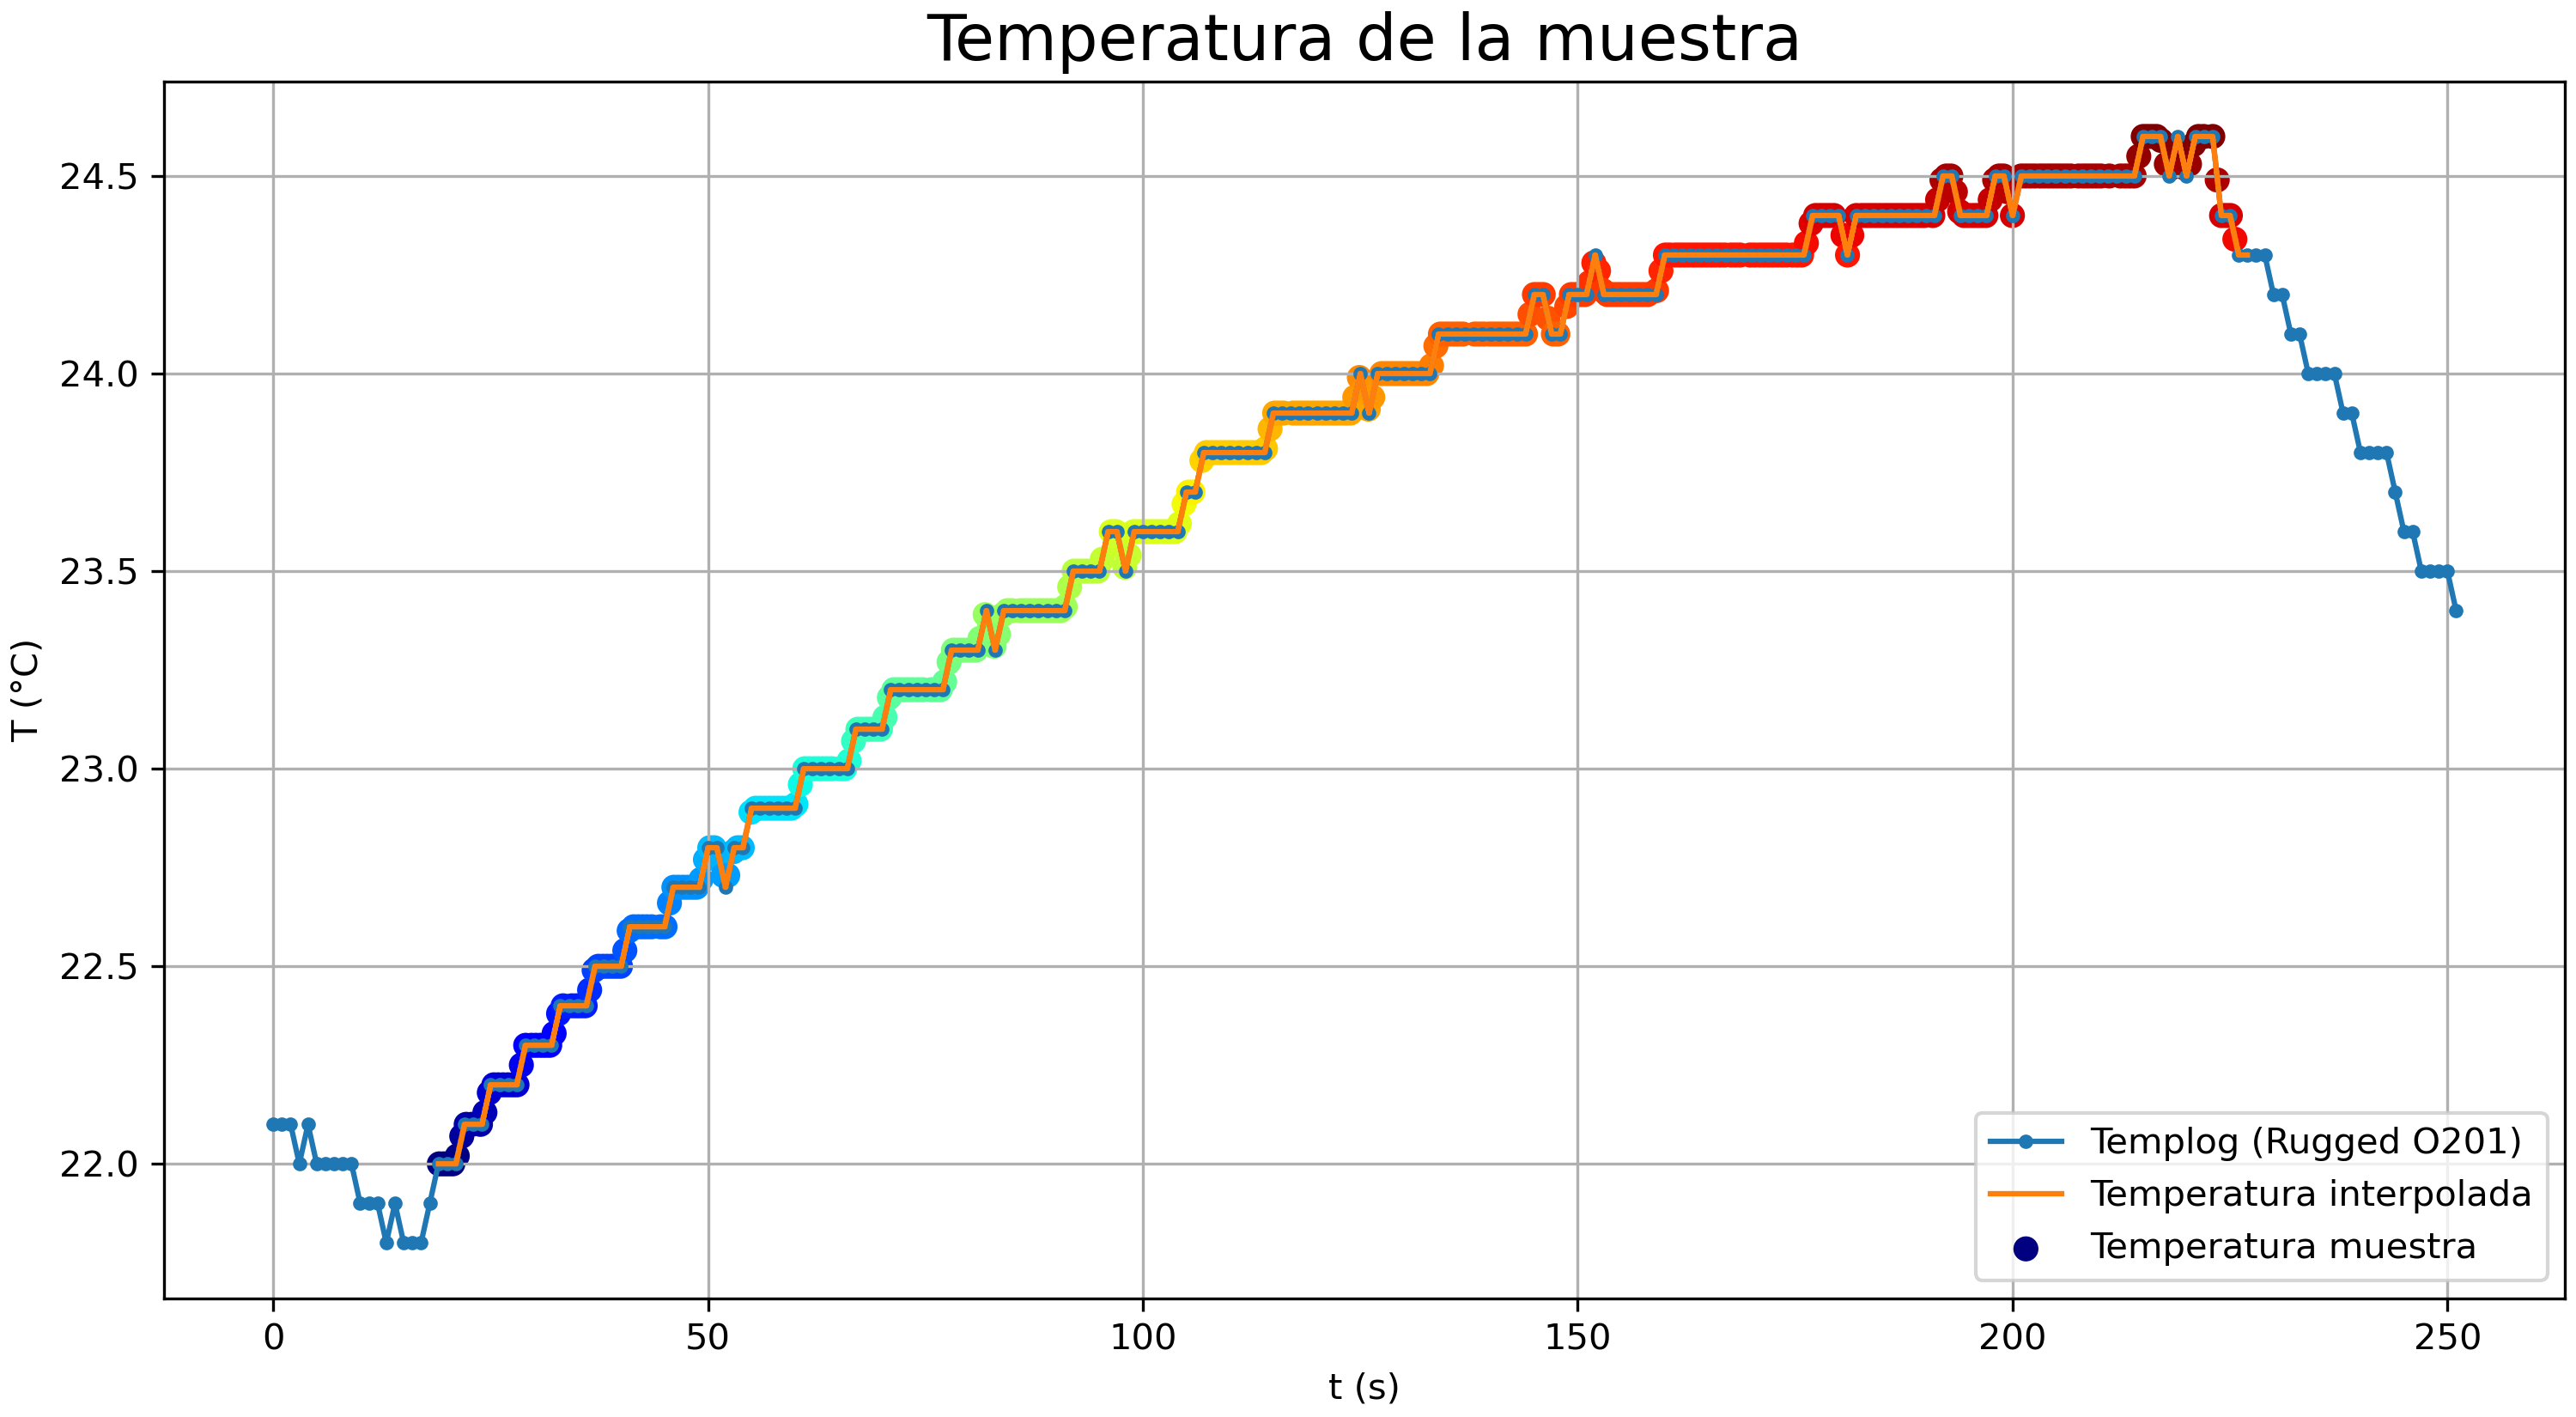 Temperatura de la muestra
T (°C)
24.5
24.0
23.5
23.0
22.5
22.0
0 50 100 150 200 250
t (s)
Templog (Rugged O201)
Temperatura interpolada
Temperatura muestra